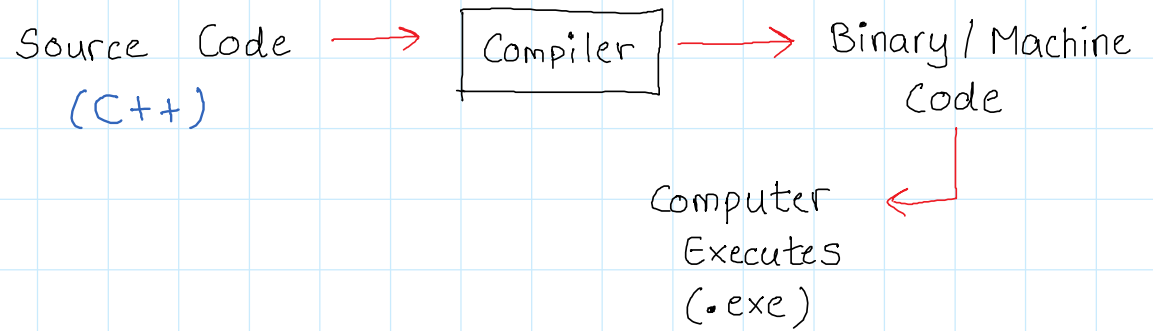 Source Code
(C++)
Compiler
Binary / Machine
Code
Computer
Executes
(.exe)